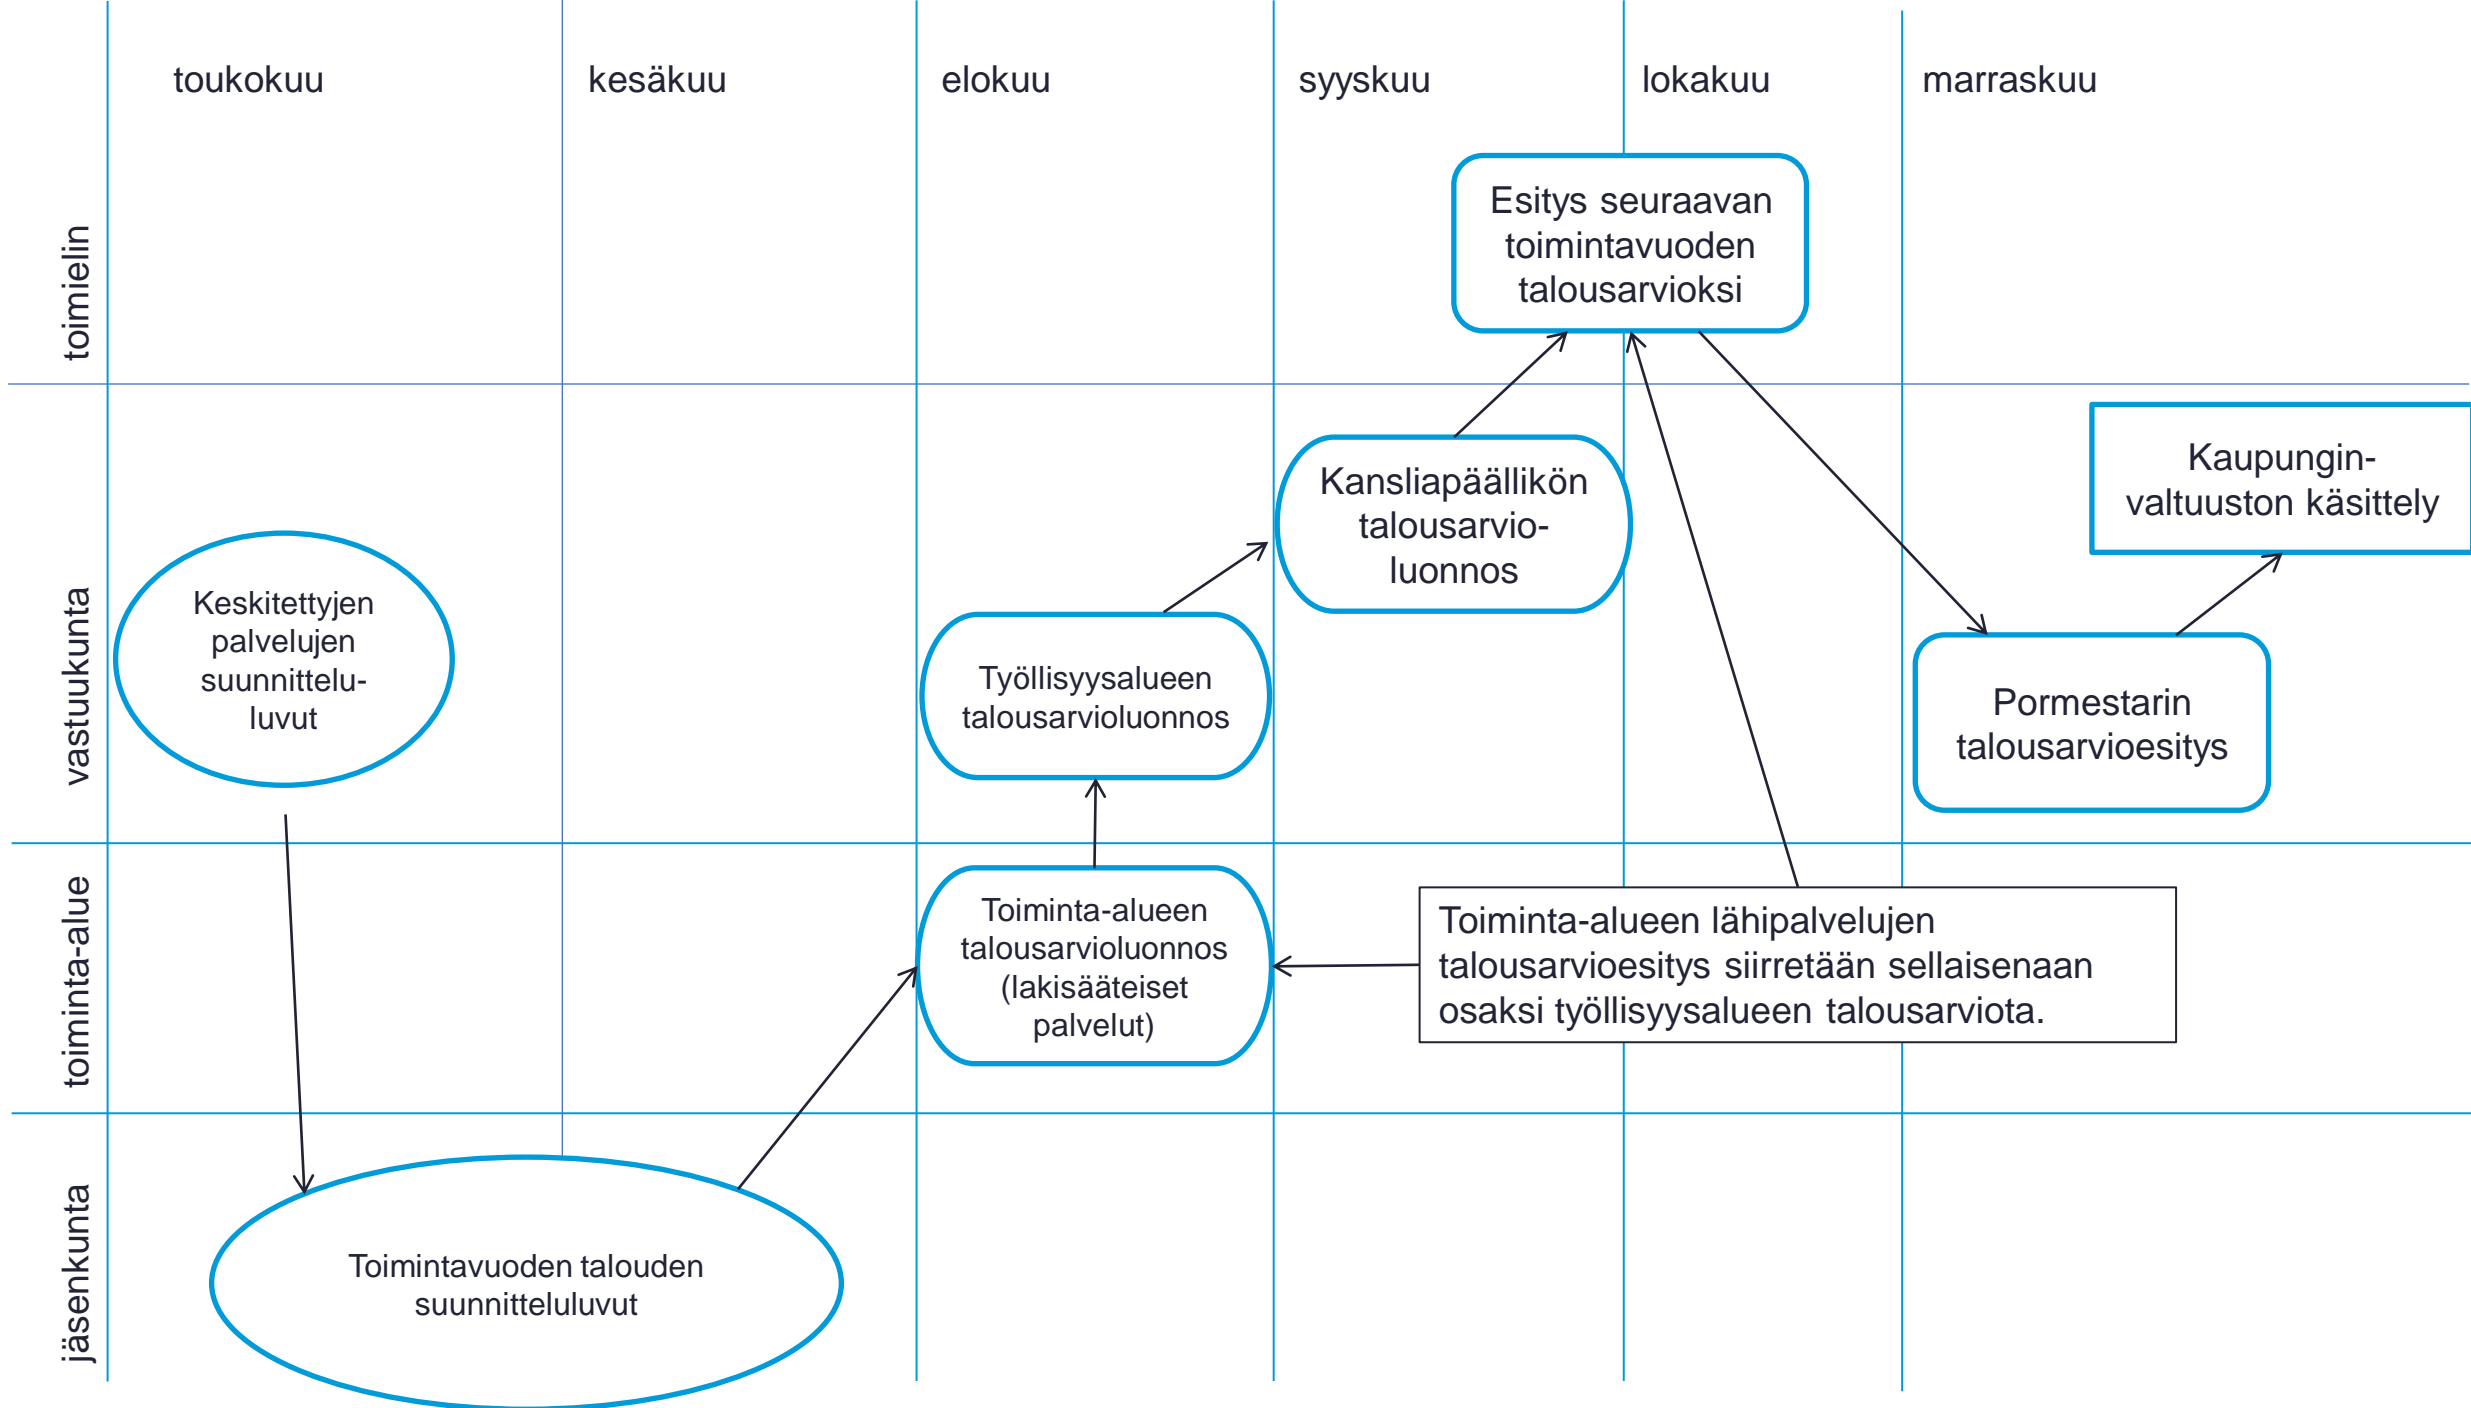 toukokuu
kesäkuu
elokuu
syyskuu
lokakuu
marraskuu
toimielin
Esitys seuraavan
toimintavuoden
talousarvioksi
vastuukunta
Keskitettyjen
palvelujen
suunnittelu-
luvut
Työllisyysalueen
talousarvioluonnos
Kansliapäällikön
talousarvio-
luonnos
Kaupungin-
valtuuston käsittely
Pormestarin
talousarvioesitys
toiminta-alue
Toiminta-alueen
talousarvioluonnos
(lakisääteiset
palvelut)
Toiminta-alueen lähipalvelujen
talousarvioesitys siirretään sellaisenaan
osaksi työllisyysalueen talousarviota.
jäsenkunta
Toimintavuoden talouden
suunnitteluluvut